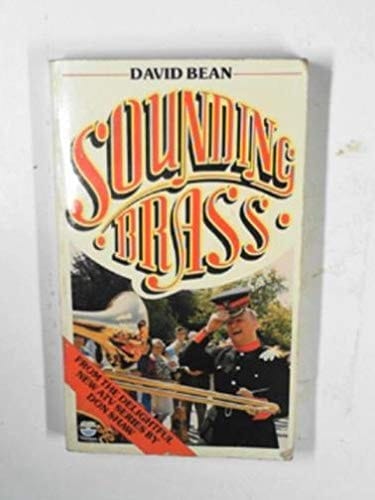 DAVID BEAN
SOUNDING
BRASS
FROM THE DELIGHTFUL
NEW ATV SERIES BY
DON SHAW